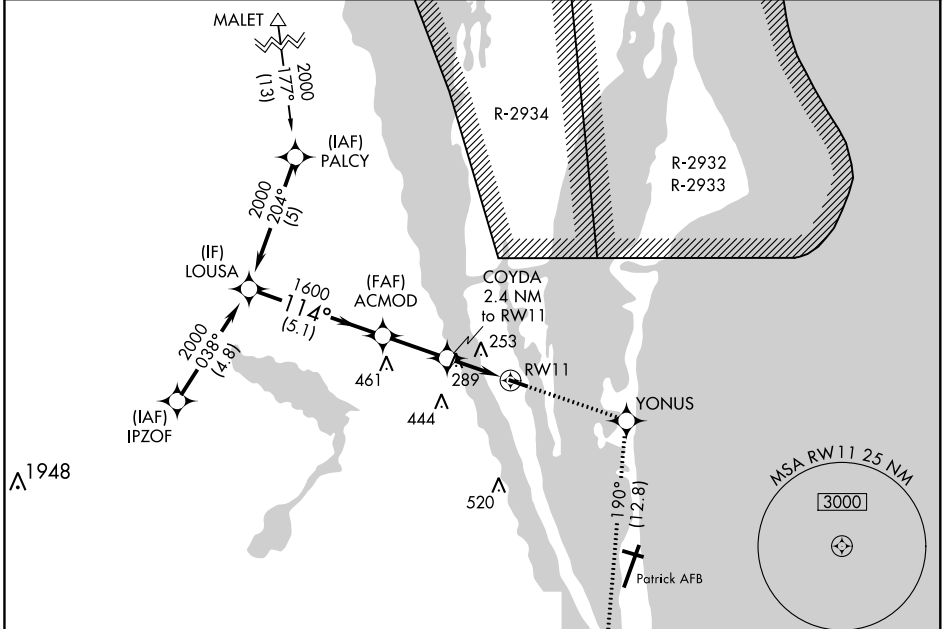 MALET
2000
177°
(13)
(IAF)
PALCY
2000
204°
(5)
(IF)
LOUSA
1600
114°
(5.1)
(FAF)
ACMOD
2000
038°
(4.8)
(IAF)
IPZOF
1948
461
444
COYDA
2.4 NM
to RW11
253
289
RW11
520
YONUS
190°
(12.8)
Patrick AFB
R-2934
R-2932
R-2933
MSA RW11 25 NM
3000